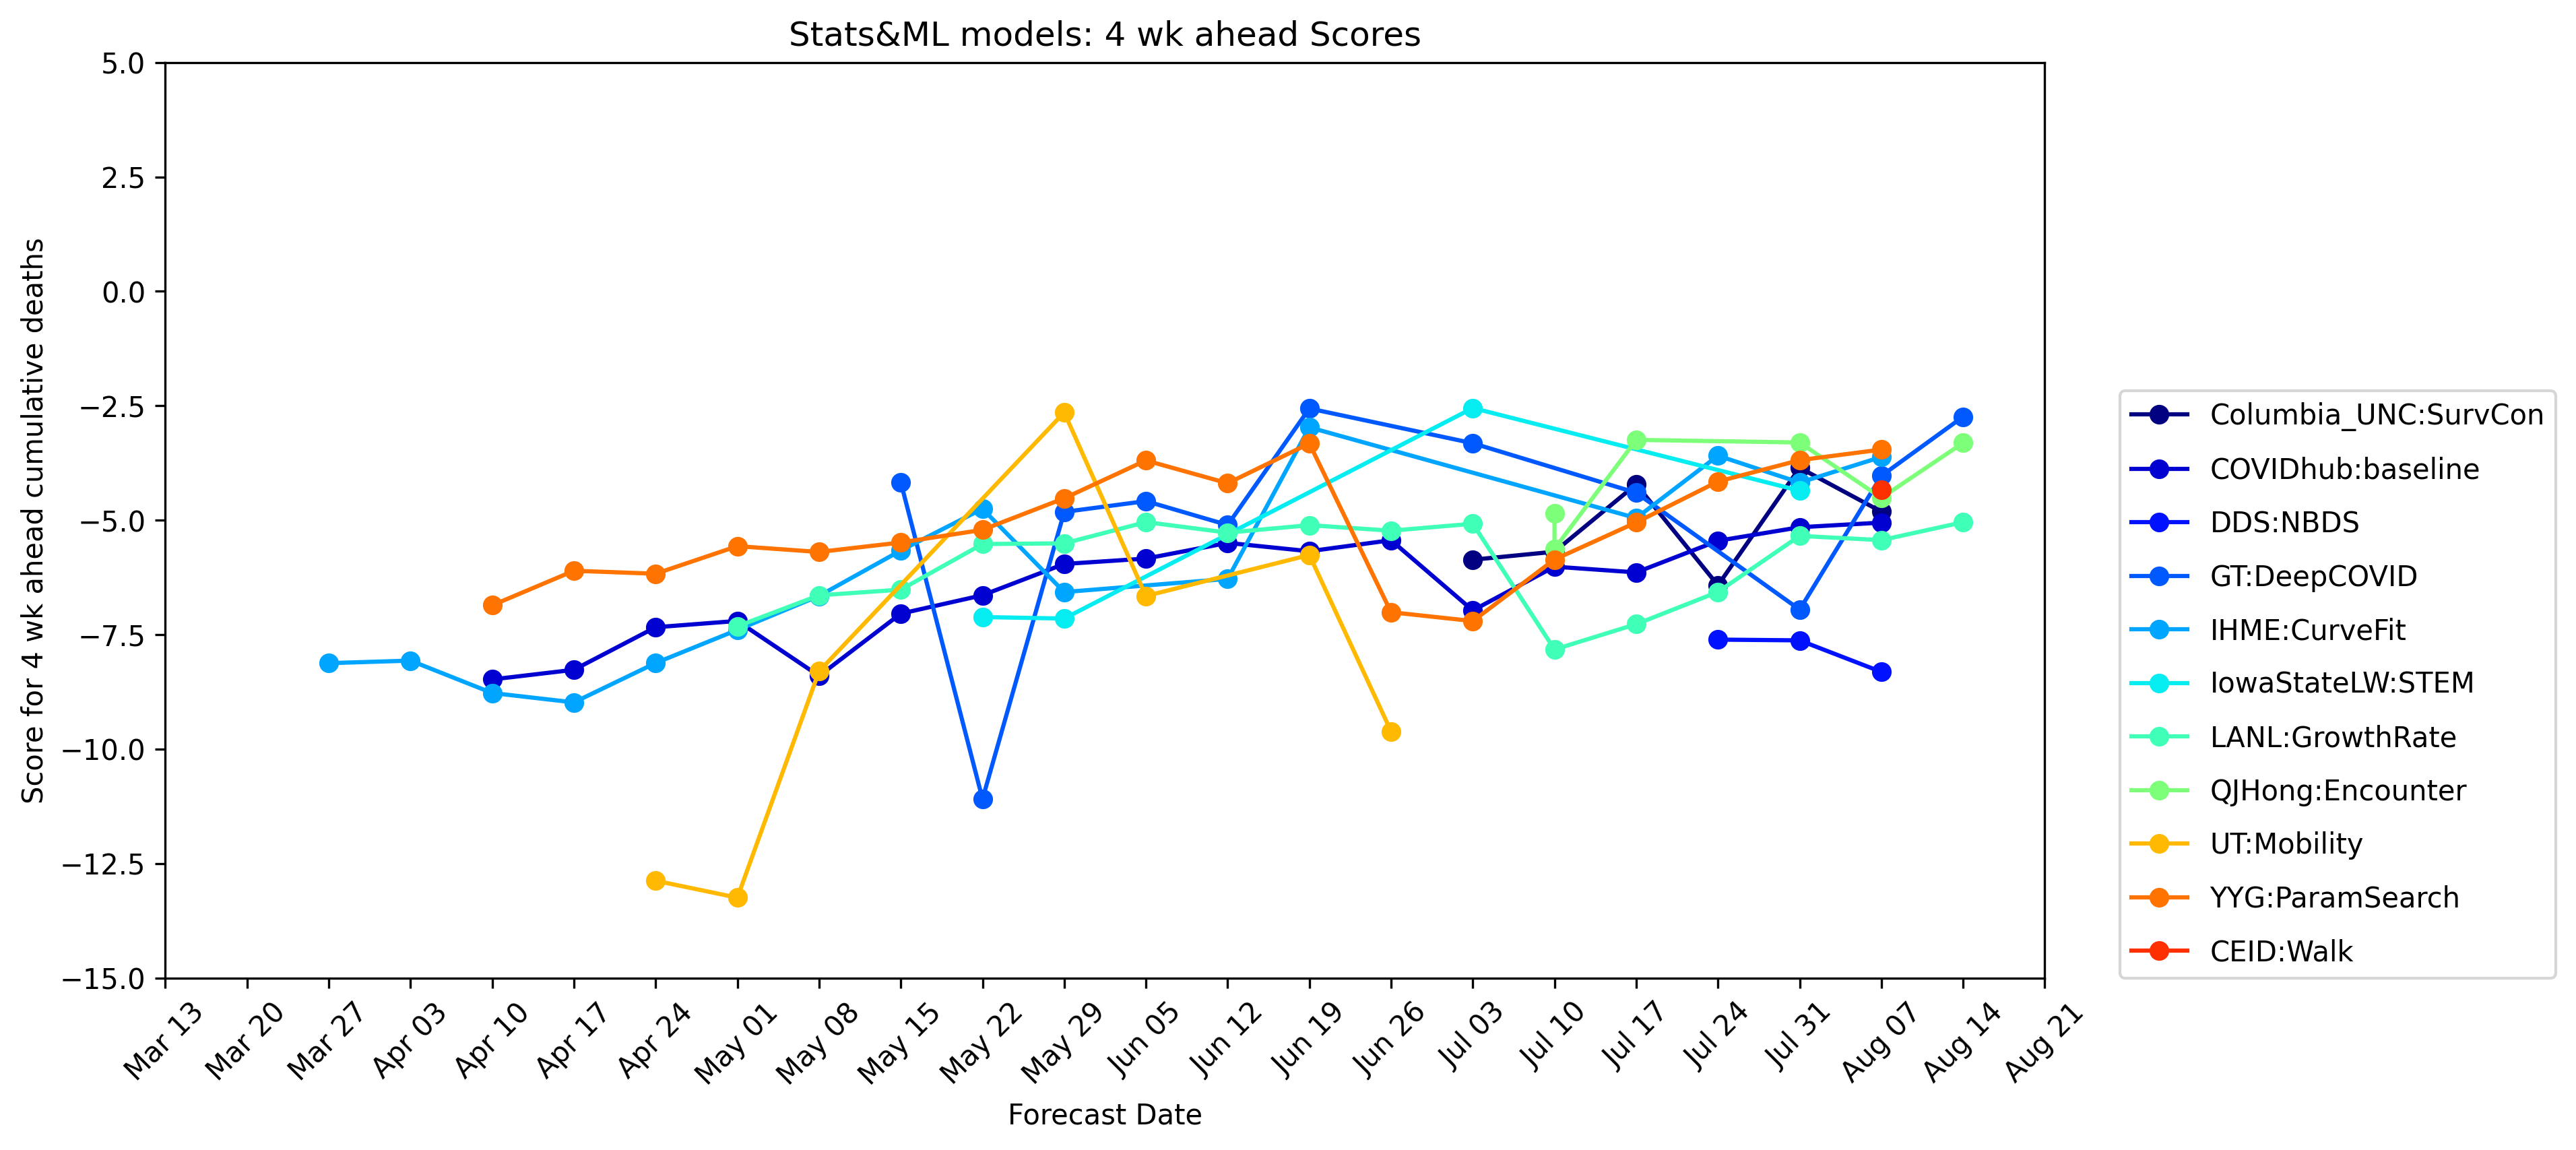 Stats&ML models: 4 wk ahead Scores
Score for 4 wk ahead cumulative deaths
5.0
2.5
0.0
−2.5
−5.0
−7.5
−10.0
−12.5
−15.0
Mar 13
Mar 20
Mar 27
Apr 03
Apr 10
Apr 17
Apr 24
May 01
May 08
May 15
May 22
May 29
Jun 05
Jun 12
Jun 19
Jun 26
Jul 03
Jul 10
Jul 17
Jul 24
Jul 31
Aug 07
Aug 14
Aug 21
Forecast Date
Columbia_UNC:SurvCon
COVIDhub:baseline
DDS:NBDS
GT:DeepCOVID
IHME:CurveFit
IowaStateLW:STEM
LANL:GrowthRate
QJHong:Encounter
UT:Mobility
YYG:ParamSearch
CEID:Walk